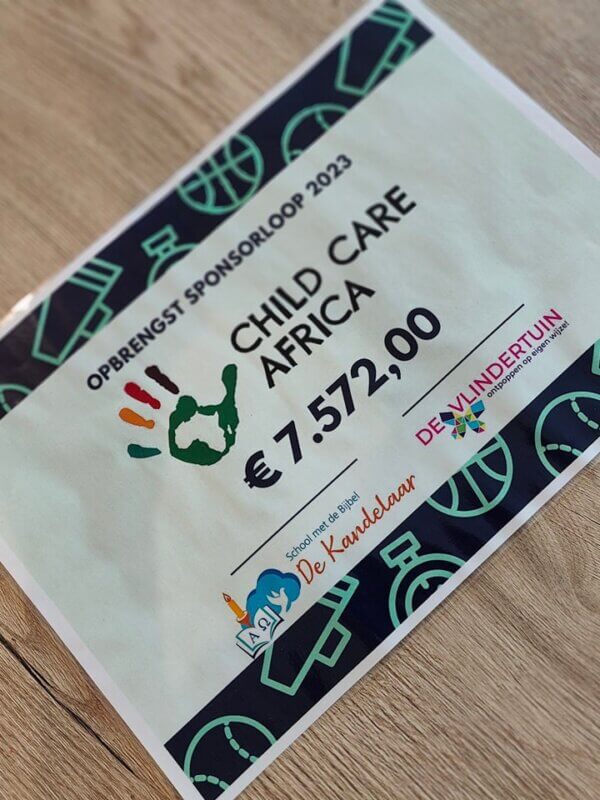 OPBRENGST SPONSORLOOP 2023
CHILD CARE
AFRICA
€ 7.572,00
School met de Bijbel
De Kandelaar
Α Ω
DE VLINDERTUIN
ontpoppen op eigen wijze!